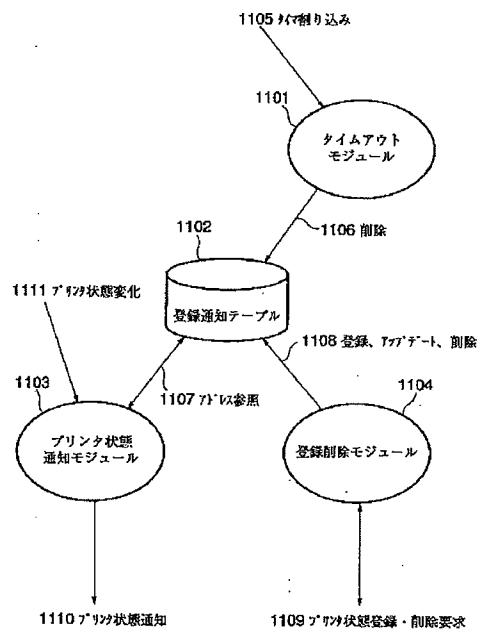 1105 ﾀｲﾏ割り込み
1101
タイムアウト
モジュール
1106 削除
1102
登録通知テーブル
1111 ﾌﾟﾘﾝﾀ状態変化
1108 登録、ｱｯﾌﾟﾃﾞｰﾄ、削除
1107 ｱﾄﾞﾚｽ参照
1103
プリンタ状態
通知モジュール
1104
登録削除モジュール
1110 ﾌﾟﾘﾝﾀ状態通知
1109 ﾌﾟﾘﾝﾀ状態登録・削除要求